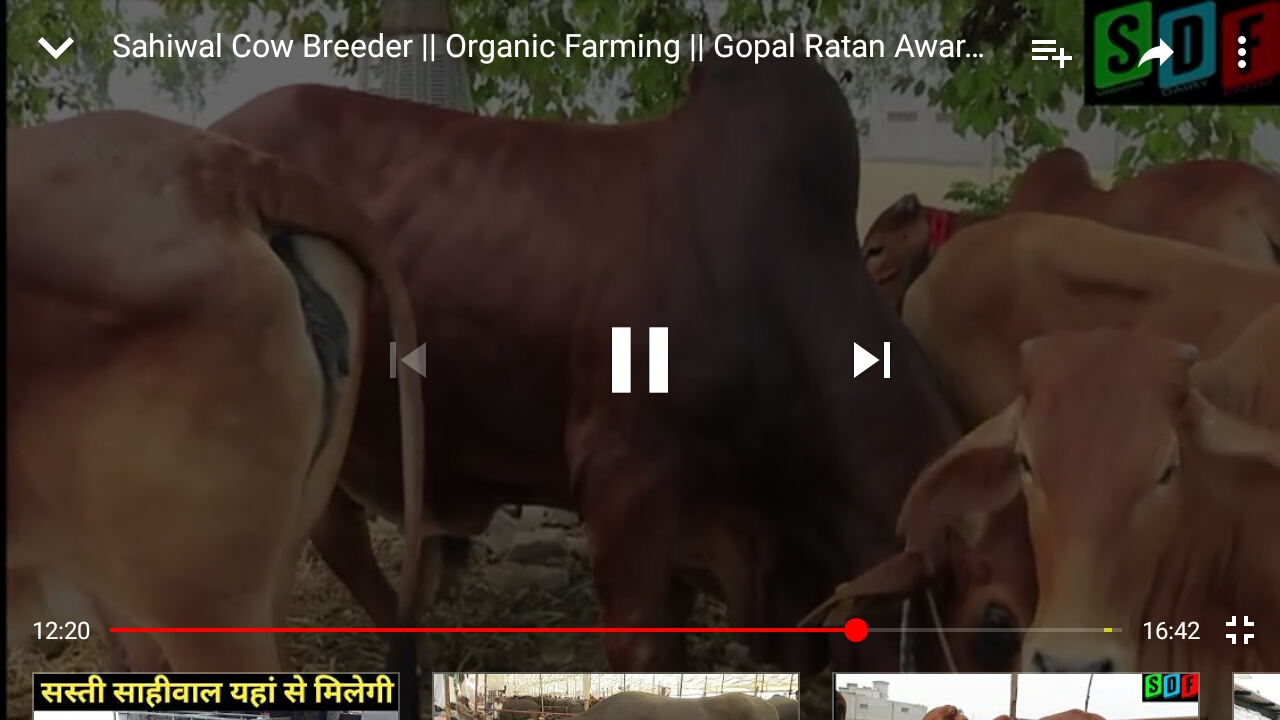 Sahiwal Cow Breeder || Organic Farming || Gopal Ratan Awar...
SDF
12:20
16:42
सस्ती साहीवाल यहां से मिलेगी
SDF